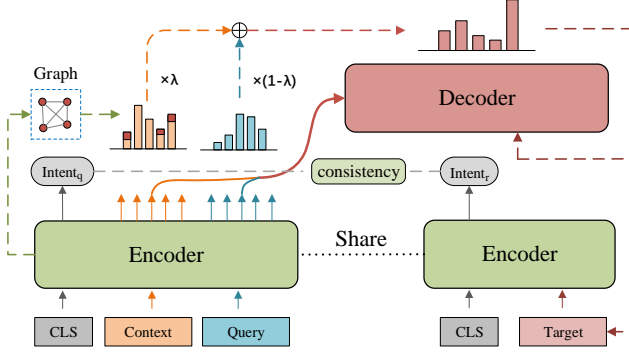 ×λ
×(1-λ)
Graph
Decoder
Intent_q
consistency
Intent_r
Encoder
Share
Encoder
CLS
Context
Query
CLS
Target